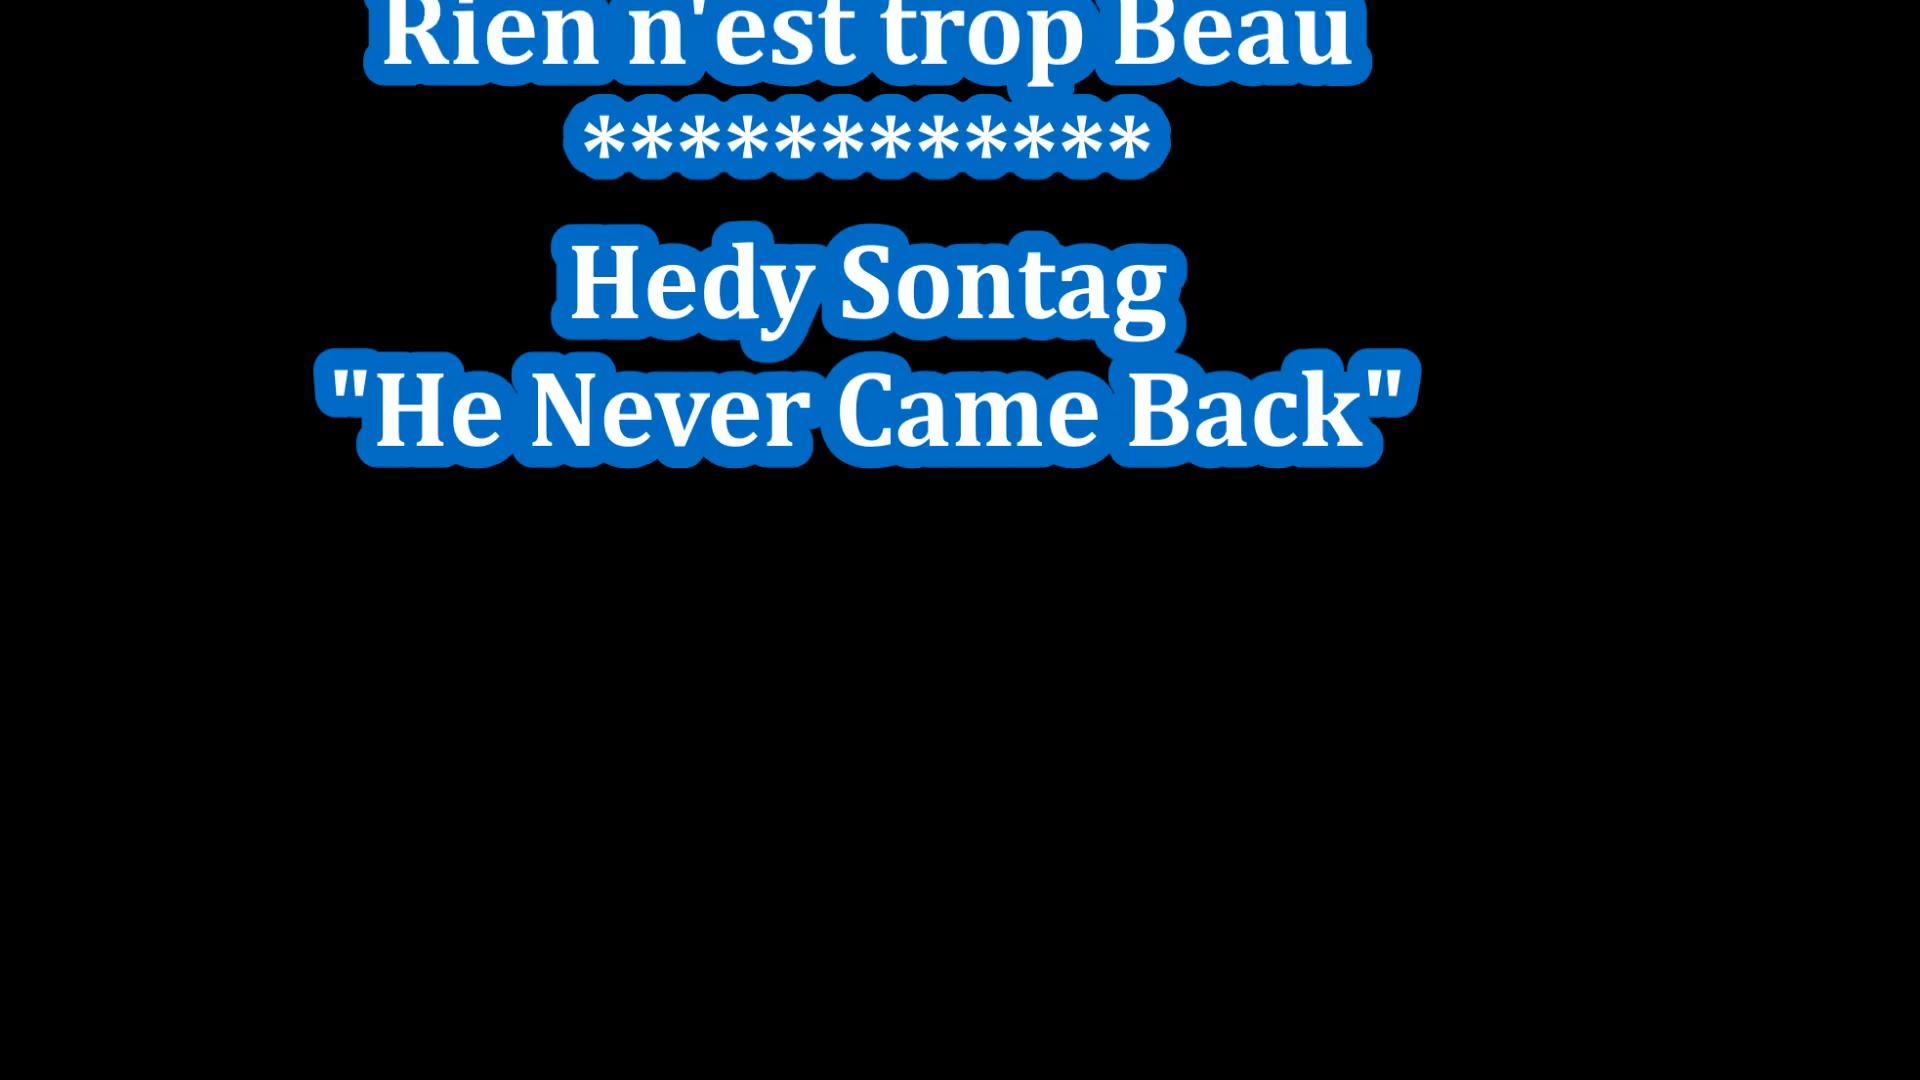 Rien n'est trop Beau
************
Hedy Sontag
"He Never Came Back"